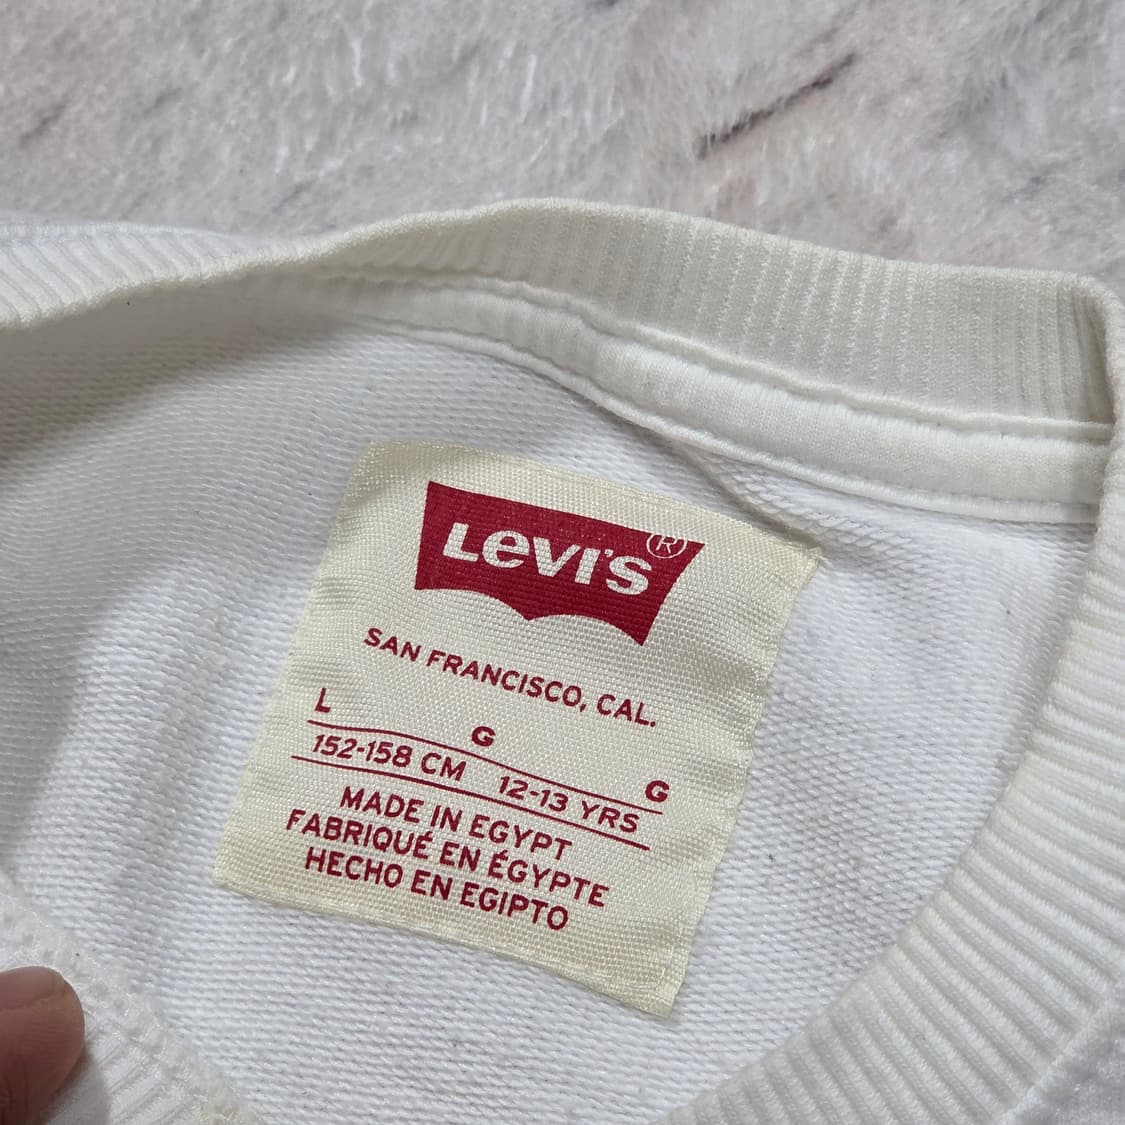 LEVI'S®
SAN FRANCISCO, CAL.
L G G
152-158 CM 12-13 YRS
MADE IN EGYPT
FABRIQUÉ EN ÉGYPTE
HECHO EN EGIPTO